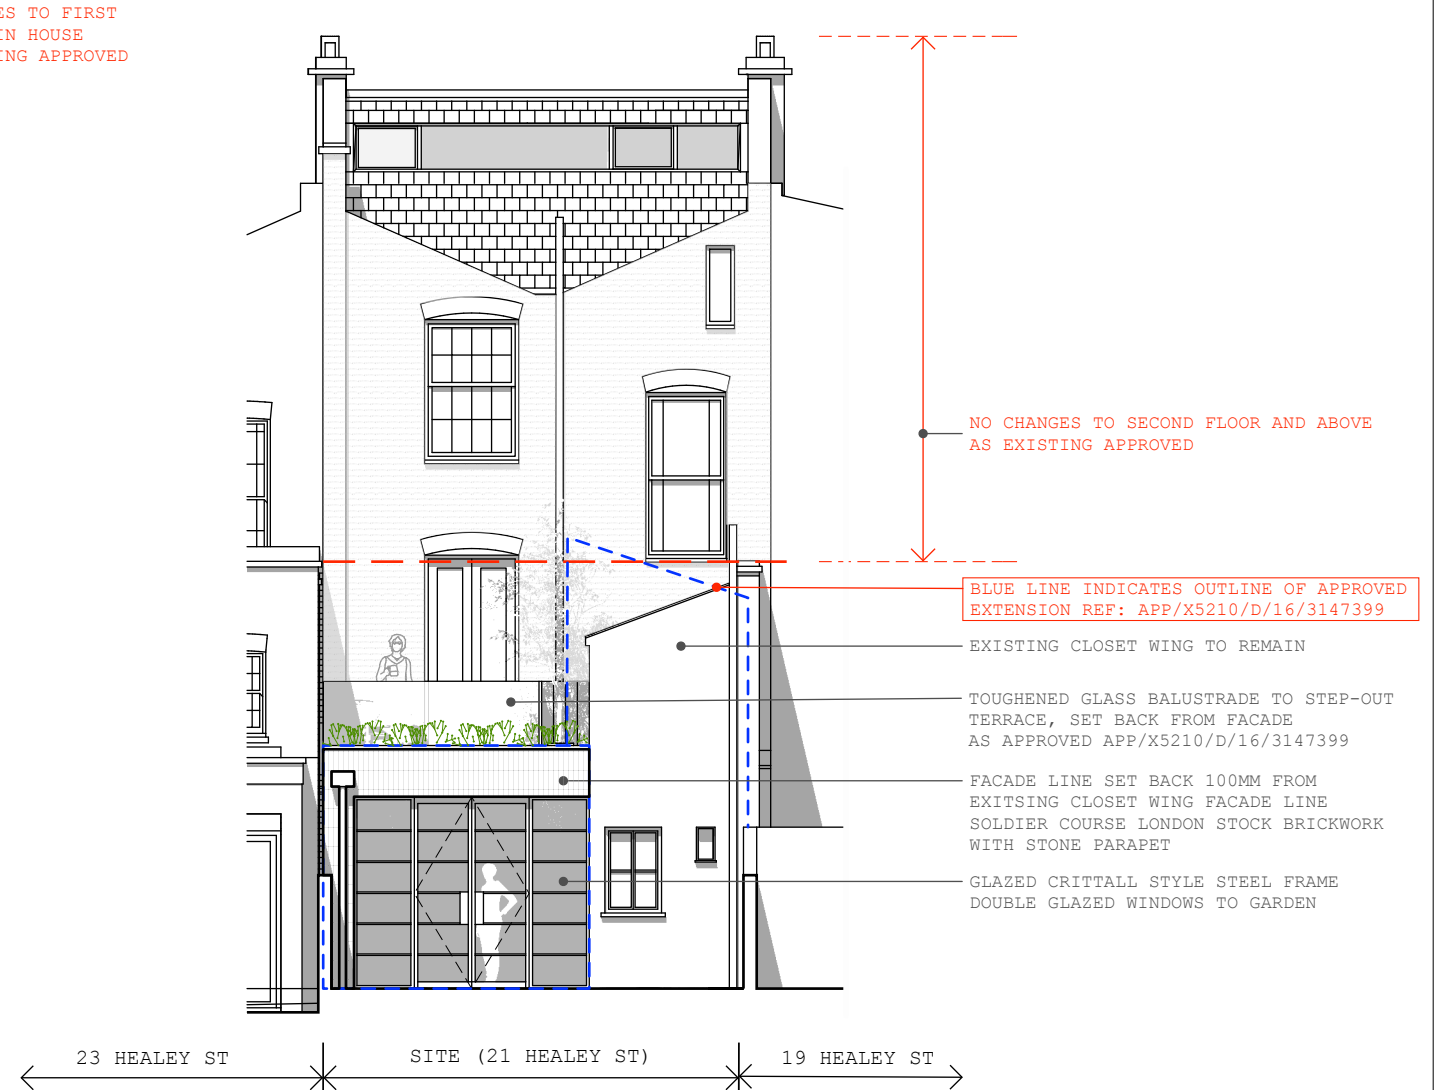 ES TO FIRST
IN HOUSE
ING APPROVED
NO CHANGES TO SECOND FLOOR AND ABOVE
AS EXISTING APPROVED
BLUE LINE INDICATES OUTLINE OF APPROVED
EXTENSION REF: APP/X5210/D/16/3147399
EXISTING CLOSET WING TO REMAIN
TOUGHENED GLASS BALUSTRADE TO STEP-OUT
TERRACE, SET BACK FROM FACADE
AS APPROVED APP/X5210/D/16/3147399
FACADE LINE SET BACK 100MM FROM
EXITSING CLOSET WING FACADE LINE
SOLDIER COURSE LONDON STOCK BRICKWORK
WITH STONE PARAPET
GLAZED CRITTALL STYLE STEEL FRAME
DOUBLE GLAZED WINDOWS TO GARDEN
23 HEALEY ST
SITE (21 HEALEY ST)
19 HEALEY ST